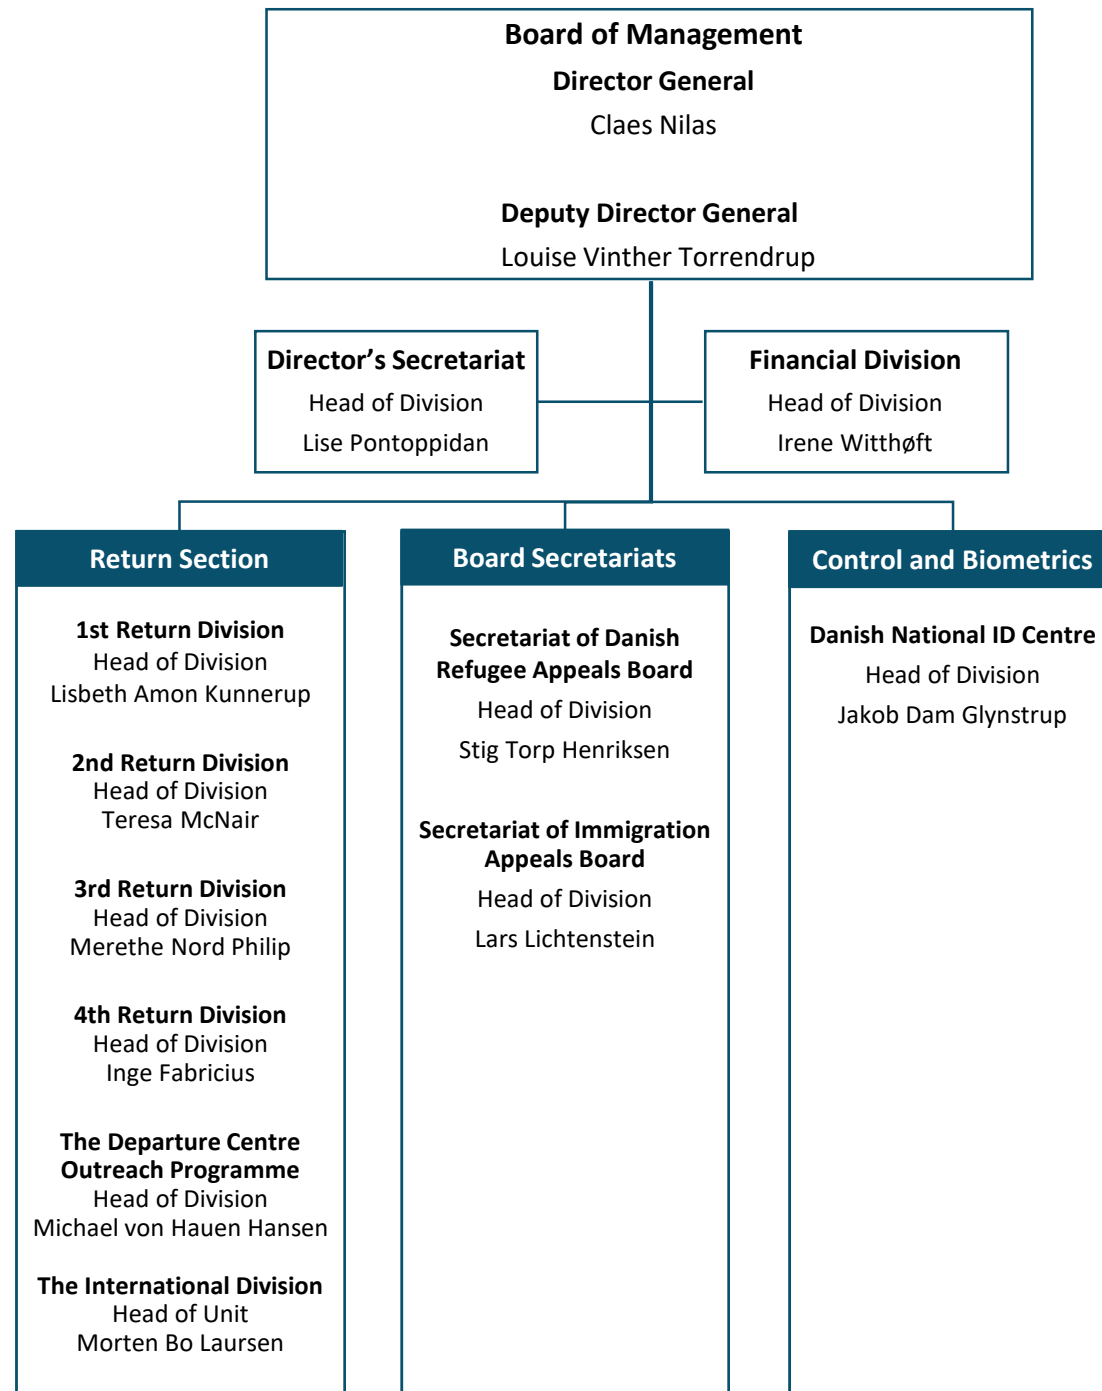 Board of Management
Director General
Claes Nilas
Deputy Director General
Louise Vinther Torrendrup
Director’s Secretariat
Head of Division
Lise Pontoppidan
Financial Division
Head of Division
Irene Witthøft
Return Section
1st Return Division
Head of Division
Lisbeth Amon Kunnerup
2nd Return Division
Head of Division
Teresa McNair
3rd Return Division
Head of Division
Merethe Nord Philip
4th Return Division
Head of Division
Inge Fabricius
The Departure Centre
Outreach Programme
Head of Division
Michael von Hauen Hansen
The International Division
Head of Unit
Morten Bo Laursen
Board Secretariats
Secretariat of Danish
Refugee Appeals Board
Head of Division
Stig Torp Henriksen
Secretariat of Immigration
Appeals Board
Head of Division
Lars Lichtenstein
Control and Biometrics
Danish National ID Centre
Head of Division
Jakob Dam Glynstrup